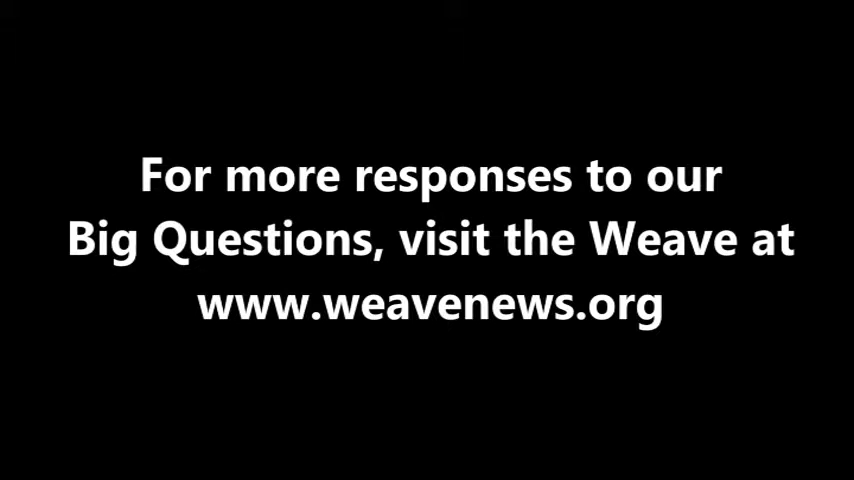 For more responses to our
Big Questions, visit the Weave at
www.weavenews.org